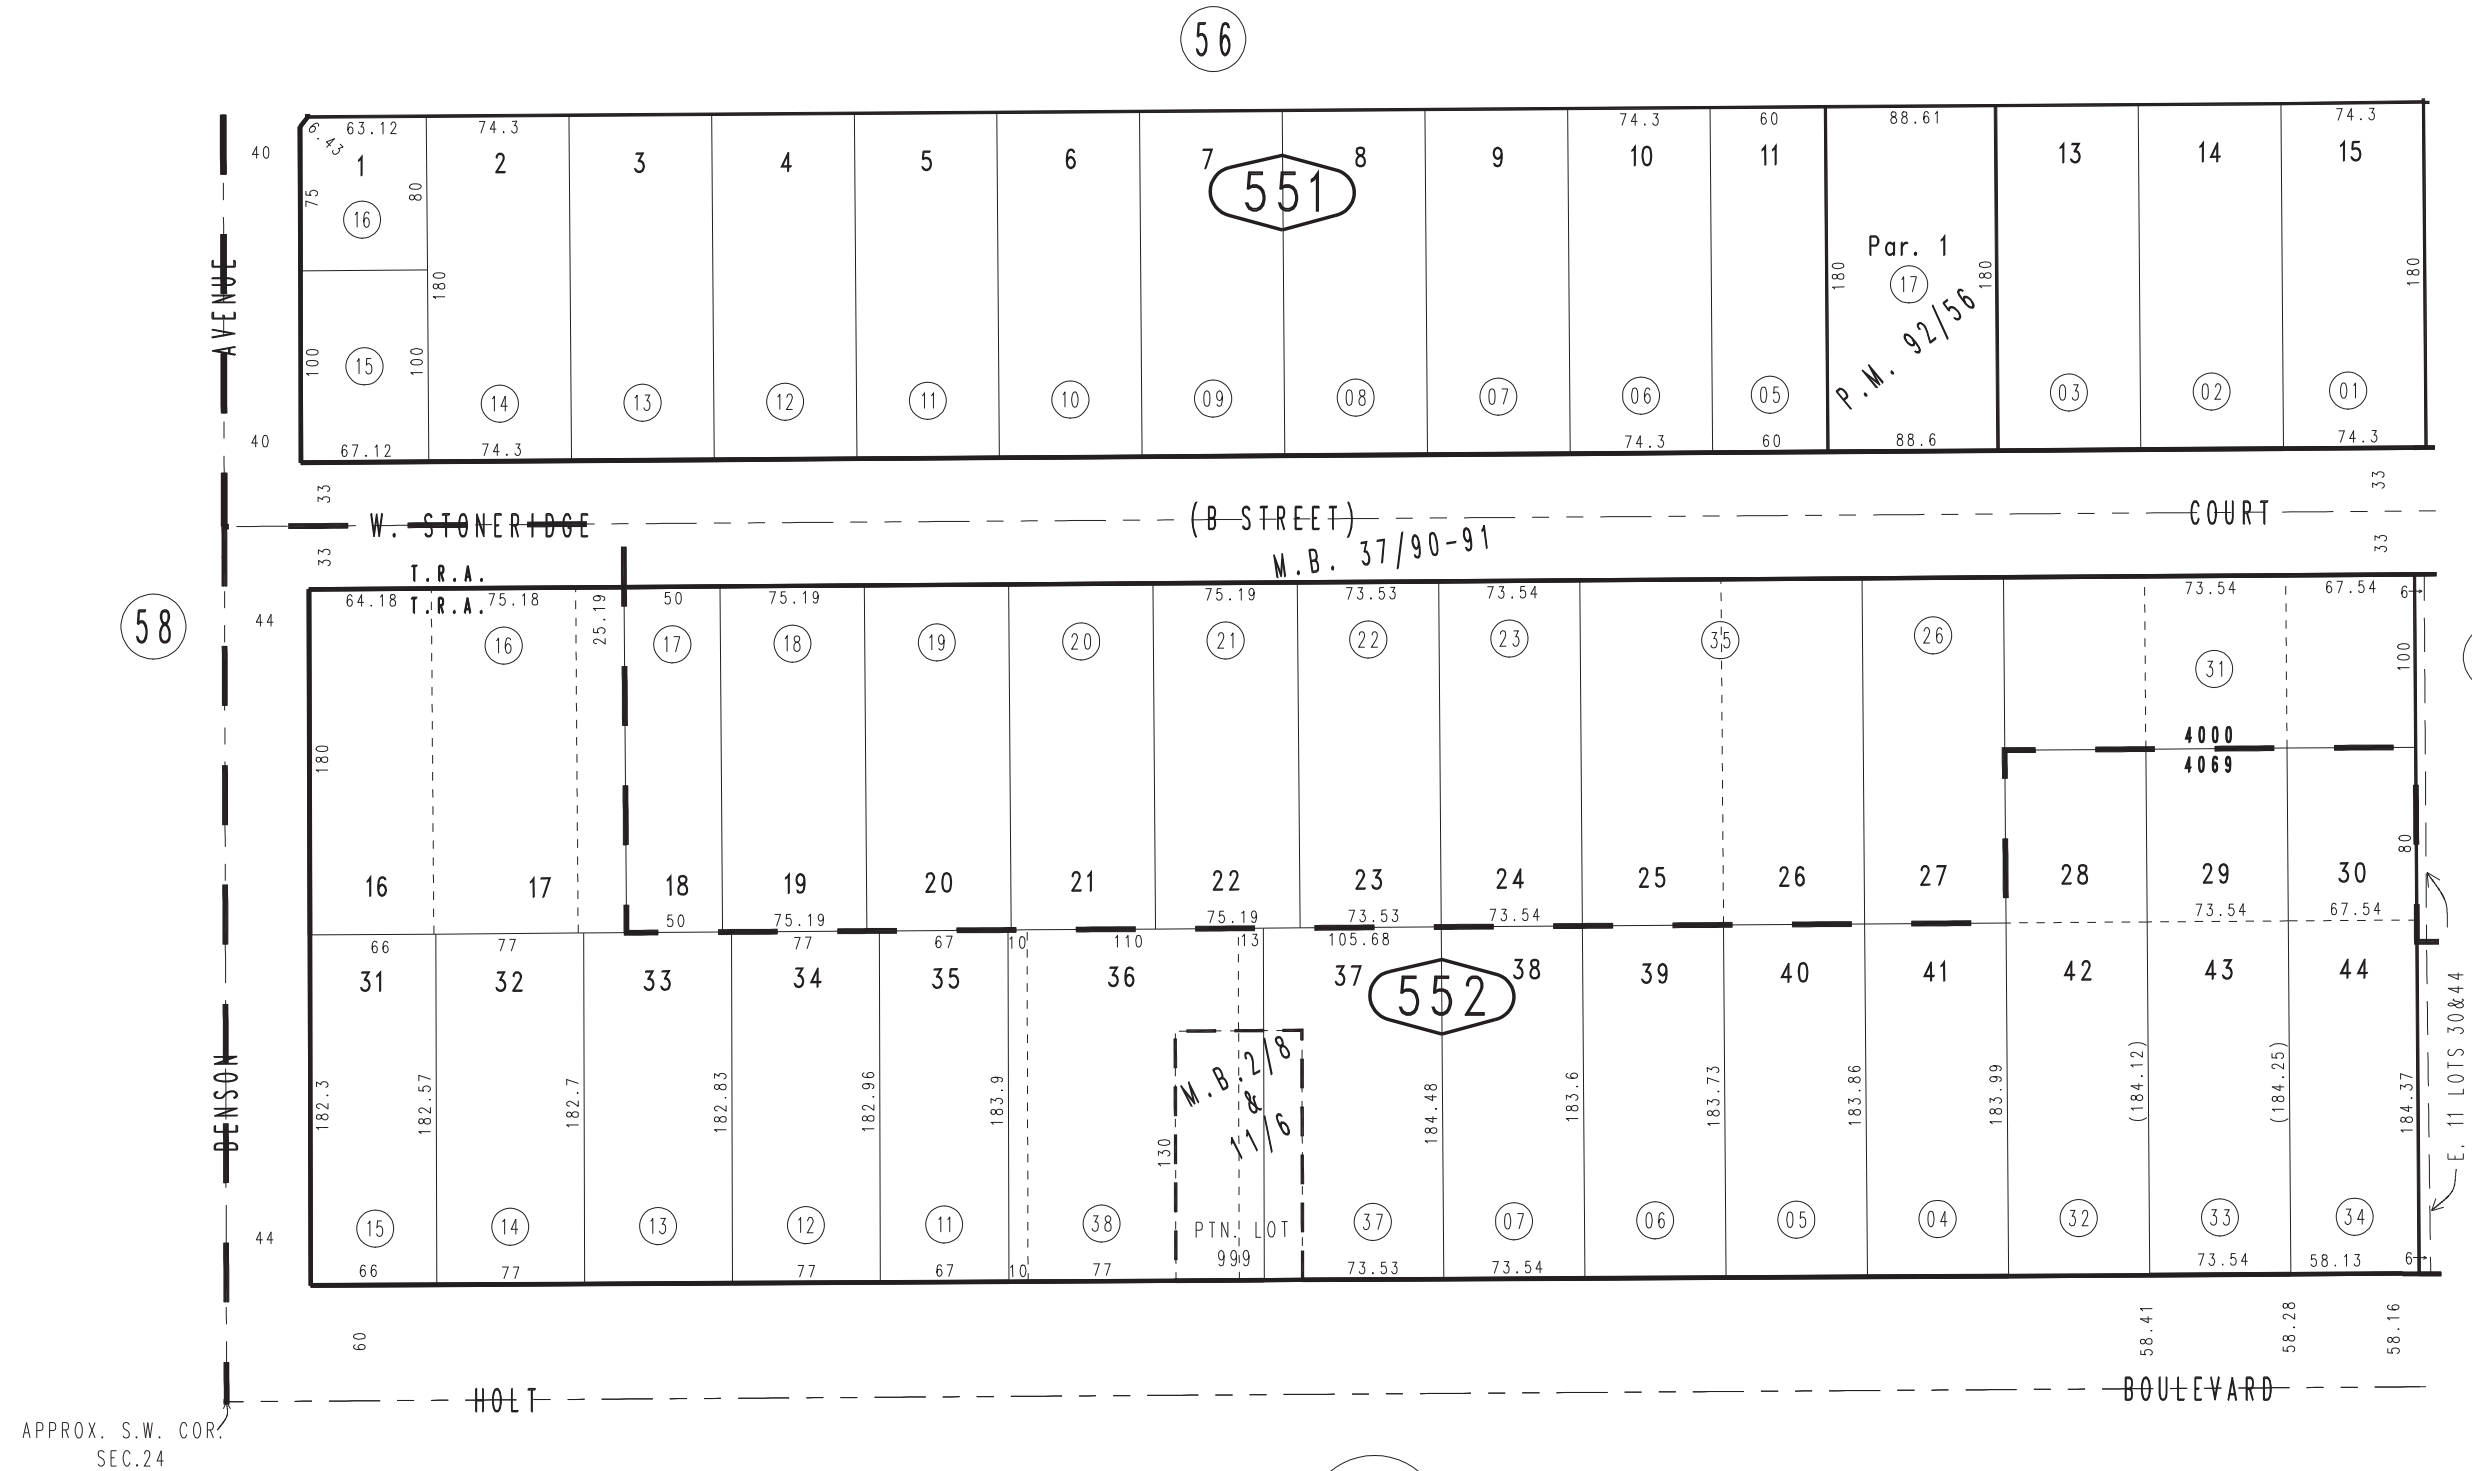 56
6.43 63.12 74.3 74.3 60 88.61 74.3
40 1 2 3 4 5 6 7 8 9 10 11 13 14 15
75 80 551
16
Par. 1
AVENUE 180 180 17 180 180
P.M. 92/56
100 15 100
14 13 12 11 10 09 08 07 06 05 03 02 01
40 67.12 74.3 74.3 60 88.6 74.3
33 33
W. STONERIDGE (B STREET) COURT
M.B. 37/90-91
33 33
T.R.A.
T.R.A.
64.18 75.18 25.19 50 75.19 75.19 73.53 73.54 73.54 67.54 6
58 44
16 17 18 19 20 21 22 23 35 26
31 100
4000
4069
180
80
16 17 18 19 20 21 22 23 24 25 26 27 28 29 30
50 75.19 75.19 73.53 73.54 73.54 67.54
66 77 77 67 10 110 13 105.68
31 32 33 34 35 36 37 38 39 40 41 42 43 44
552
DENSON
182.3 182.57 182.7 182.83 182.96 183.9 184.48 183.6 183.73 183.86 183.99 (184.12) (184.25) 184.37
M.B. 2/8
&
11/6
130
E. 11 LOTS 30&44
15 14 13 12 11 38 37 07 06 05 04 32 33 34
PTN. LOT
999
44
66 77 77 67 10 77 73.53 73.54 73.54 58.13 6
60 58.41 58.28 58.16
HOLT BOULEVARD
APPROX. S.W. COR.
SEC.24